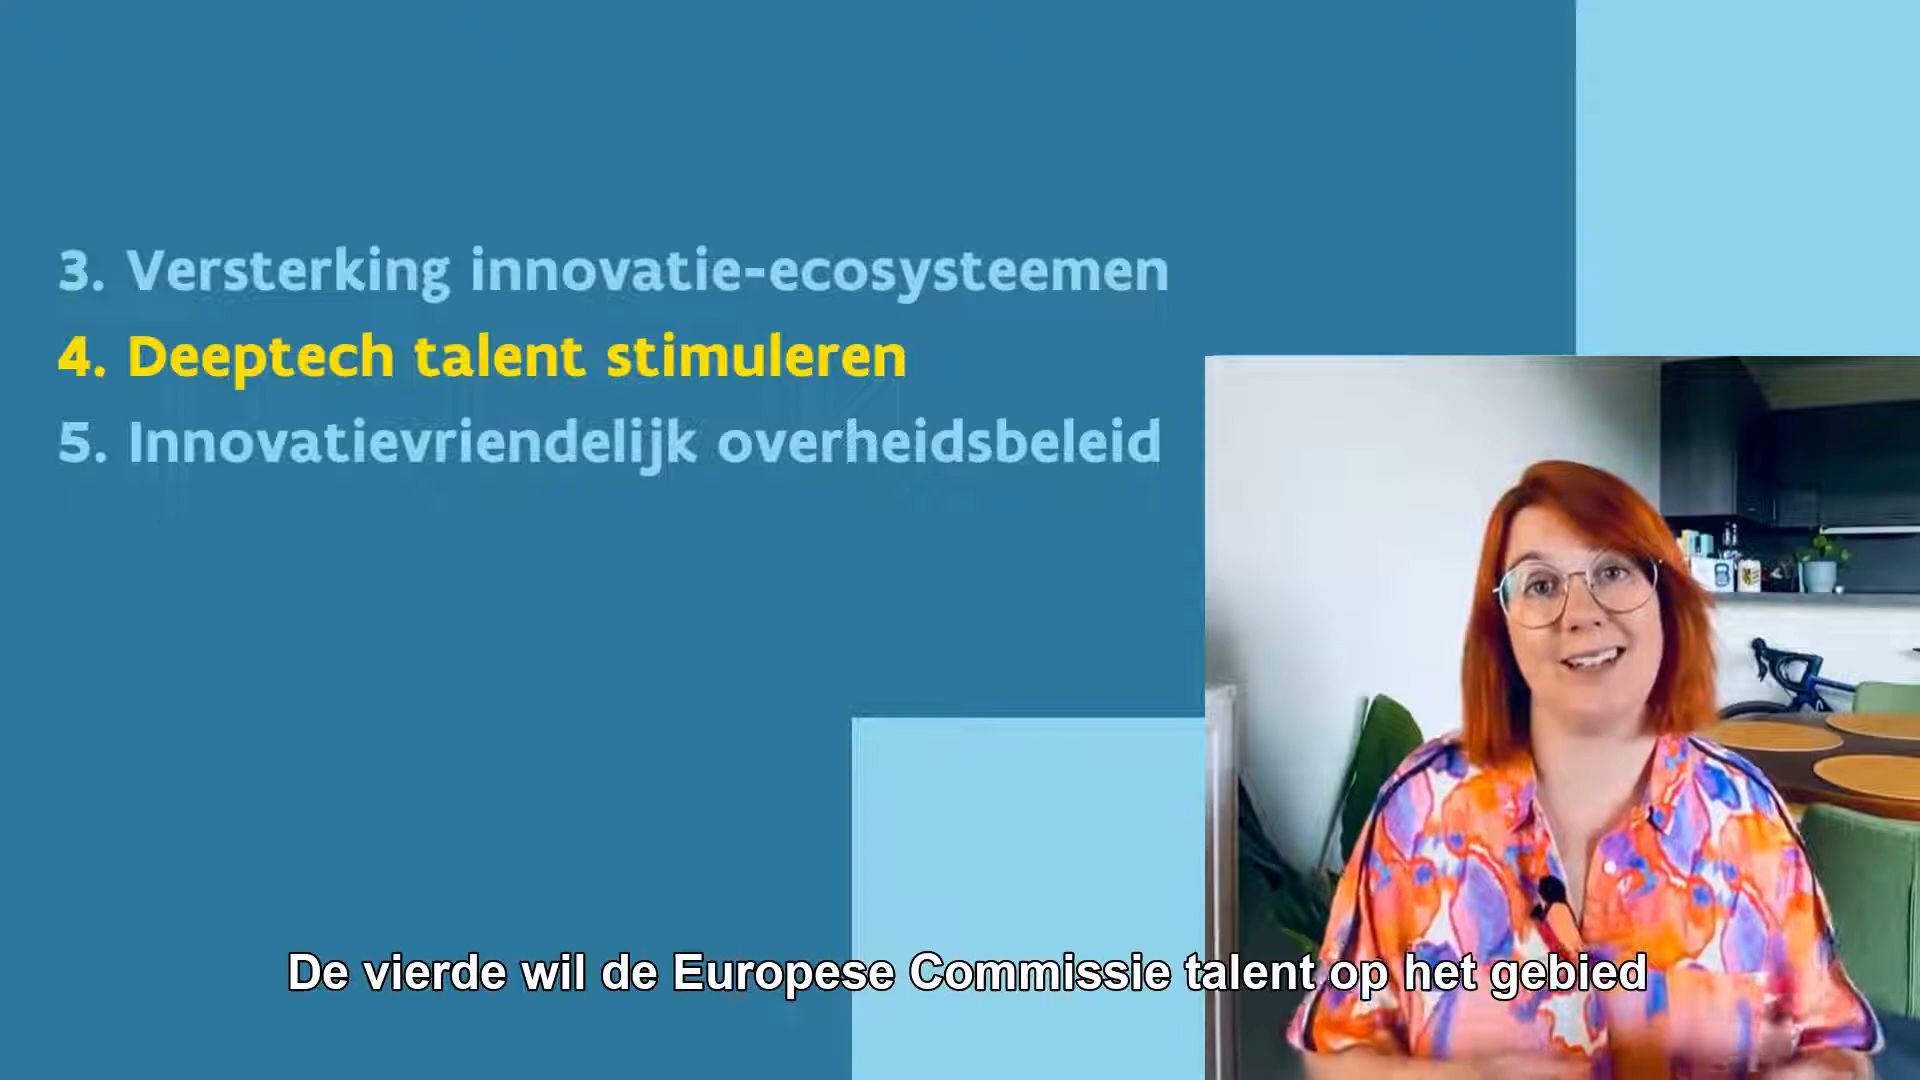 3. Versterking innovatie-ecosysteemen
4. Deeptech talent stimuleren
5. Innovatievriendelijk overheidsbeleid
De vierde wil de Europese Commissie talent op het gebied